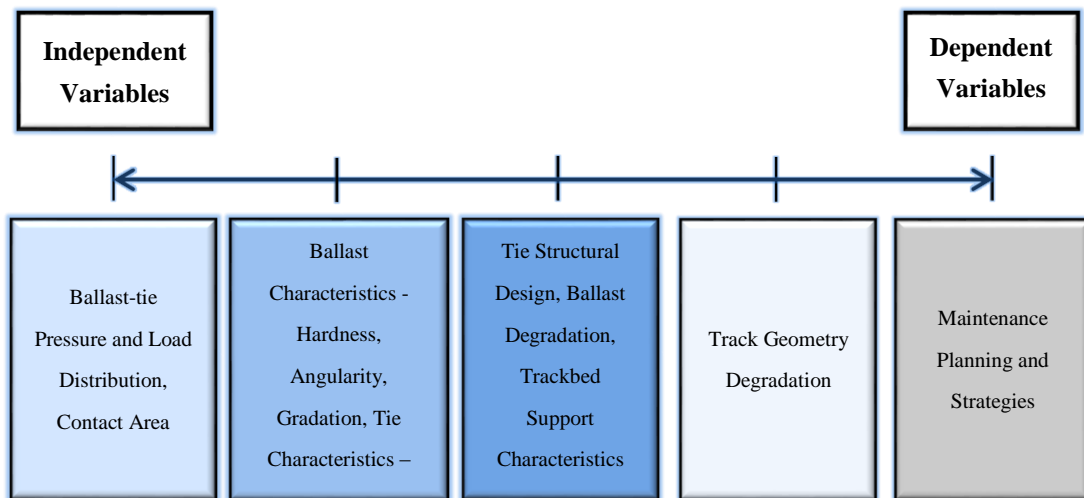 Independent
Variables
Dependent
Variables
Ballast-tie
Pressure and Load
Distribution,
Contact Area
Ballast
Characteristics -
Hardness,
Angularity,
Gradation, Tie
Characteristics –
Tie Structural
Design, Ballast
Degradation,
Trackbed
Support
Characteristics
Track Geometry
Degradation
Maintenance
Planning and
Strategies